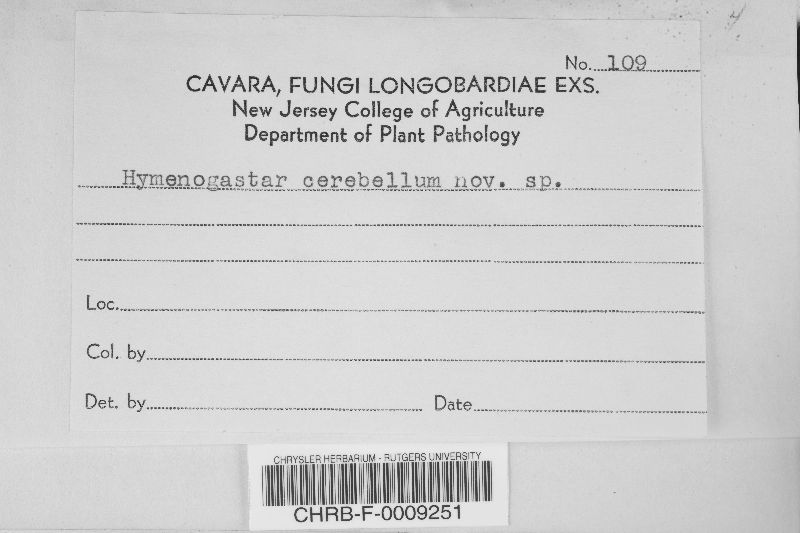 No. 109
CAVARA, FUNGI LONGOBARDIAE EXS.
New Jersey College of Agriculture
Department of Plant Pathology
Hymenogastar cerebellum nov. sp.
Loc.
Col. by
Det. by Date
CHRYSLER HERBARIUM - RUTGERS UNIVERSITY
CHRB-F-0009251